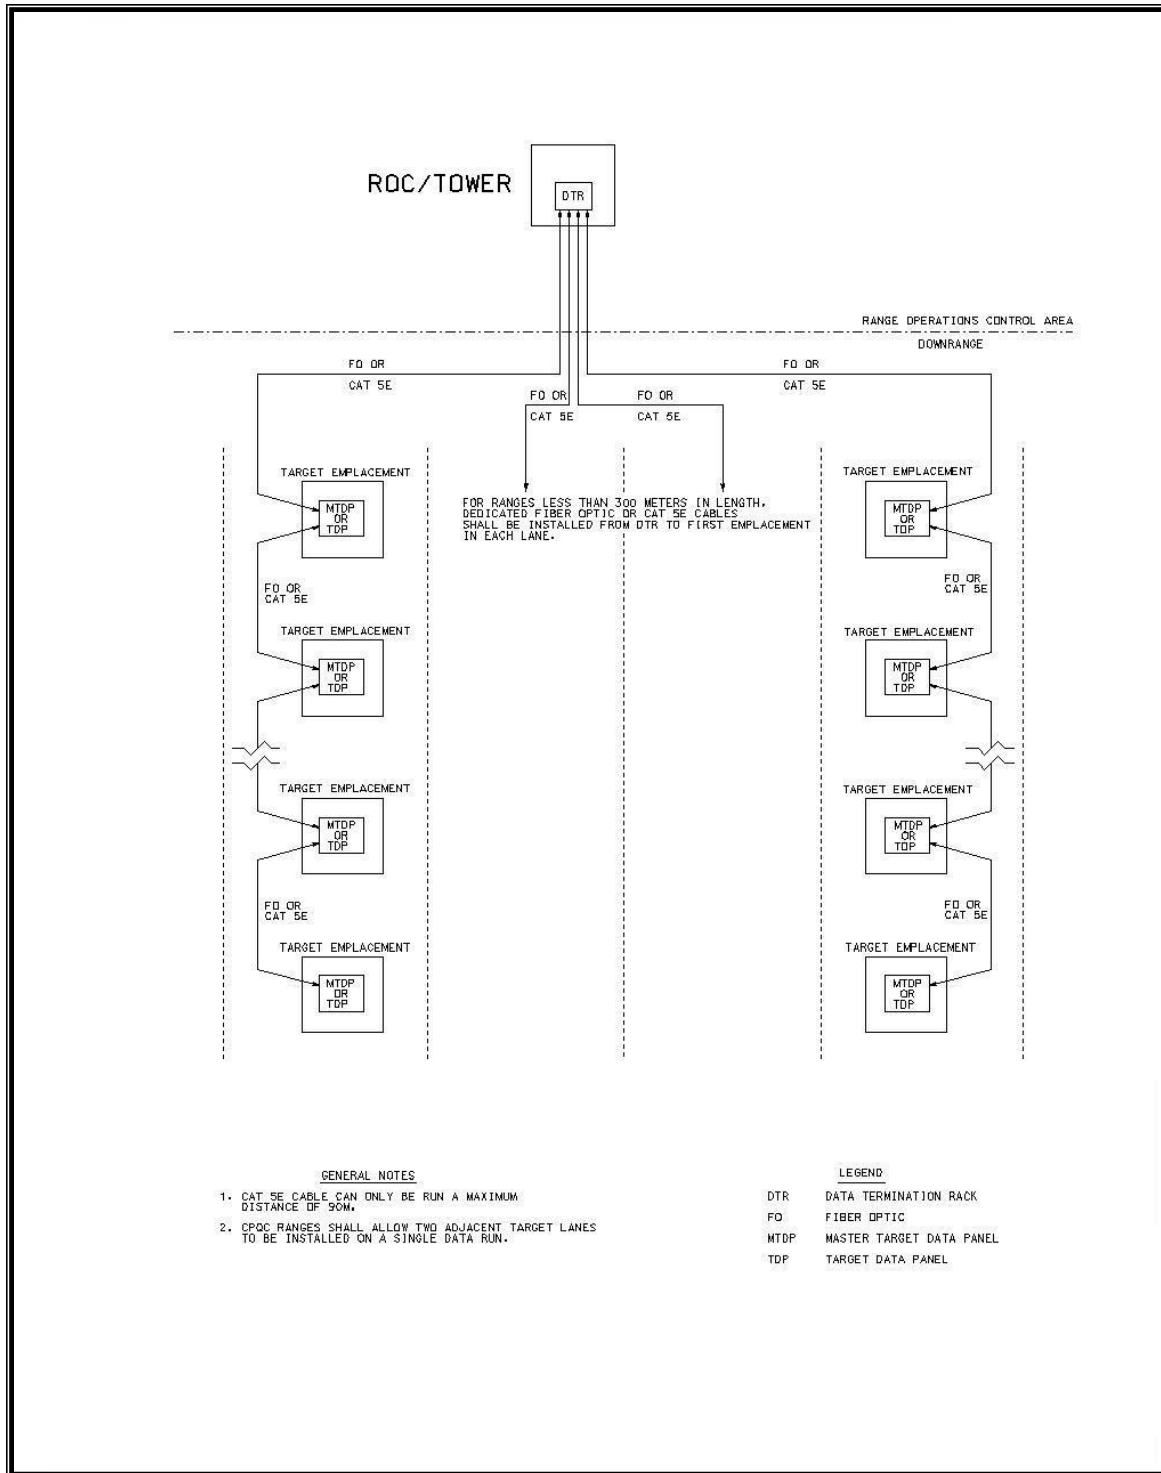 ROC/TOWER
DTR
RANGE OPERATIONS CONTROL AREA
DOWNRANGE
FO OR
CAT 5E
FO OR
CAT 5E
FO OR
CAT 5E
FO OR
CAT 5E
TARGET EMPLACEMENT
MTDP
OR
TDP
FOR RANGES LESS THAN 300 METERS IN LENGTH,
DEDICATED FIBER OPTIC OR CAT 5E CABLES
SHALL BE INSTALLED FROM DTR TO FIRST EMPLACEMENT
IN EACH LANE.
TARGET EMPLACEMENT
MTDP
OR
TDP
FO OR
CAT 5E
FO OR
CAT 5E
TARGET EMPLACEMENT
MTDP
OR
TDP
TARGET EMPLACEMENT
MTDP
OR
TDP
TARGET EMPLACEMENT
MTDP
OR
TDP
TARGET EMPLACEMENT
MTDP
OR
TDP
FO OR
CAT 5E
FO OR
CAT 5E
TARGET EMPLACEMENT
MTDP
OR
TDP
TARGET EMPLACEMENT
MTDP
OR
TDP
GENERAL NOTES
1. CAT 5E CABLE CAN ONLY BE RUN A MAXIMUM
DISTANCE OF 90M.
2. CPQC RANGES SHALL ALLOW TWO ADJACENT TARGET LANES
TO BE INSTALLED ON A SINGLE DATA RUN.
LEGEND
DTR DATA TERMINATION RACK
FO FIBER OPTIC
MTDP MASTER TARGET DATA PANEL
TDP TARGET DATA PANEL